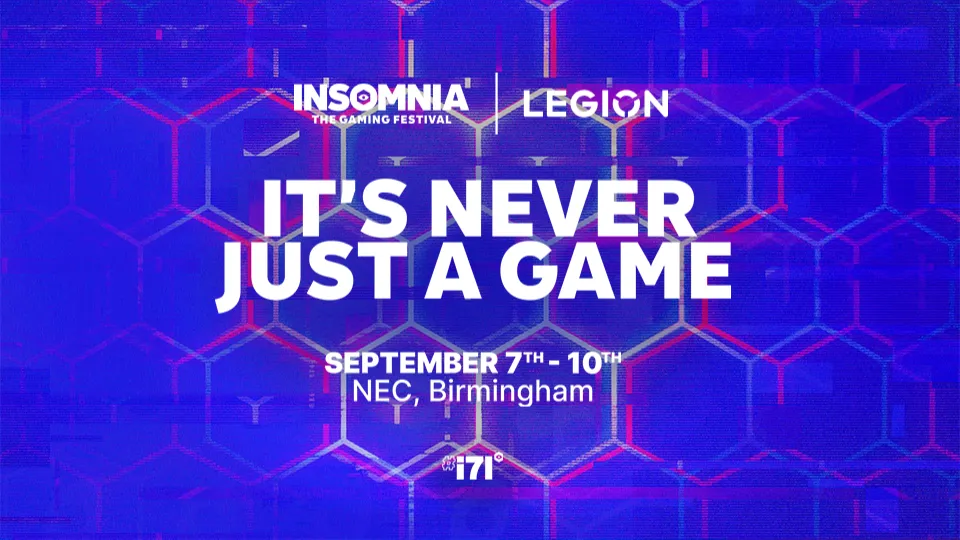 INSOMNIA
THE GAMING FESTIVAL
LEGION
IT'S NEVER
JUST A GAME
SEPTEMBER 7TH - 10TH
NEC, Birmingham
#i71